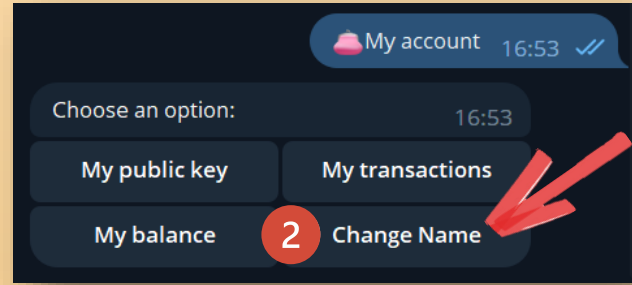 👛My account 16:53
Choose an option: 16:53
My public key My transactions
My balance 2 Change Name